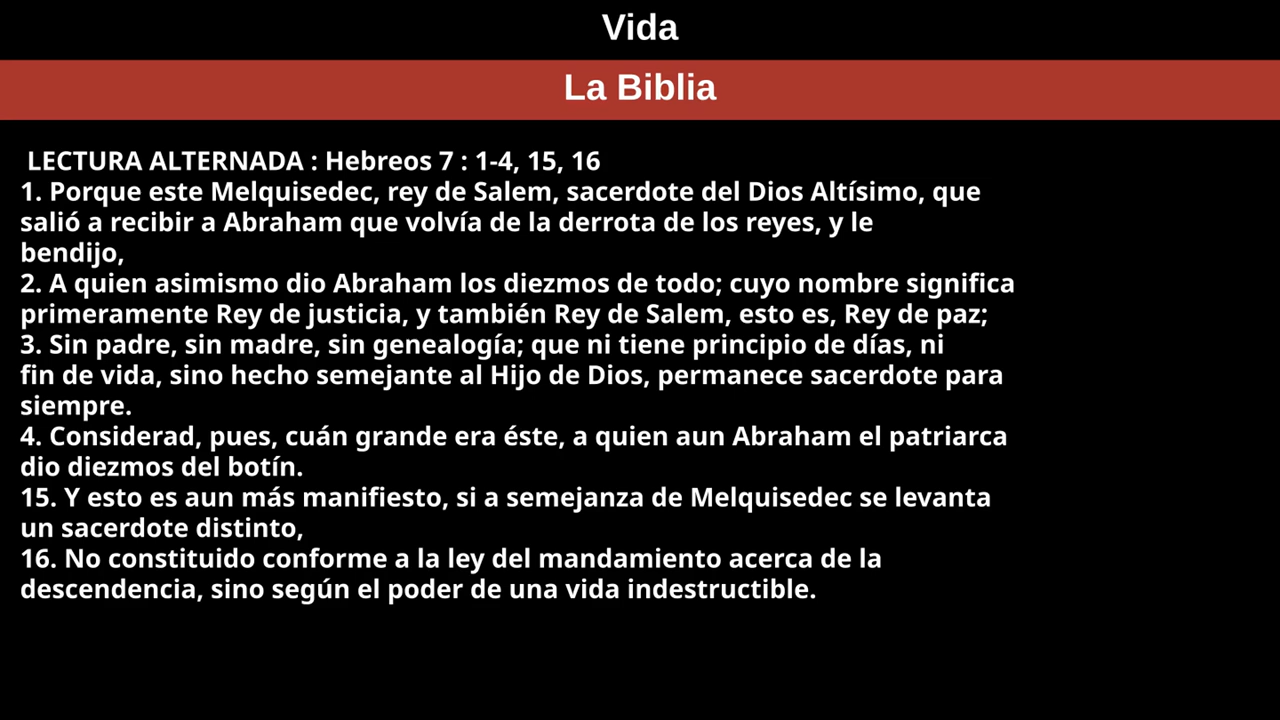 Vida
La Biblia
LECTURA ALTERNADA : Hebreos 7 : 1-4, 15, 16
1. Porque este Melquisedec, rey de Salem, sacerdote del Dios Altísimo, que
salió a recibir a Abraham que volvía de la derrota de los reyes, y le
bendijo,
2. A quien asimismo dio Abraham los diezmos de todo; cuyo nombre significa
primeramente Rey de justicia, y también Rey de Salem, esto es, Rey de paz;
3. Sin padre, sin madre, sin genealogía; que ni tiene principio de días, ni
fin de vida, sino hecho semejante al Hijo de Dios, permanece sacerdote para
siempre.
4. Considerad, pues, cuán grande era éste, a quien aun Abraham el patriarca
dio diezmos del botín.
15. Y esto es aun más manifiesto, si a semejanza de Melquisedec se levanta
un sacerdote distinto,
16. No constituido conforme a la ley del mandamiento acerca de la
descendencia, sino según el poder de una vida indestructible.